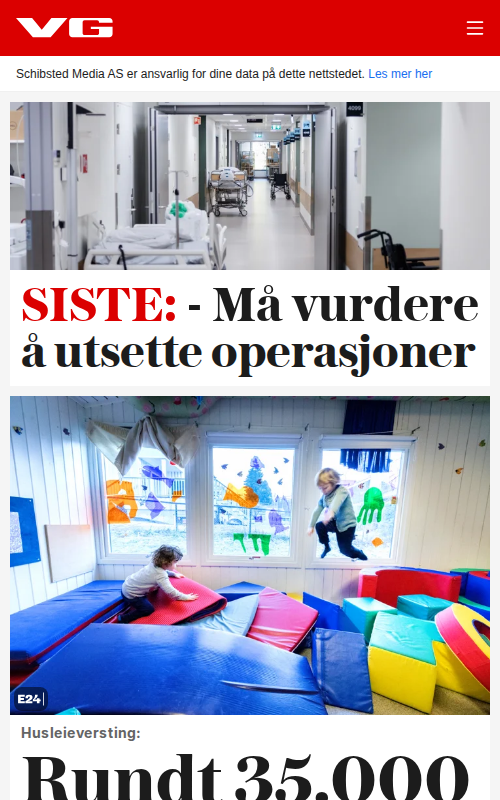 VG
Schibsted Media AS er ansvarlig for dine data på dette nettstedet. Les mer her
4099
SISTE: - Må vurdere
å utsette operasjoner
E24
Husleieversting:
Rundt 35.000